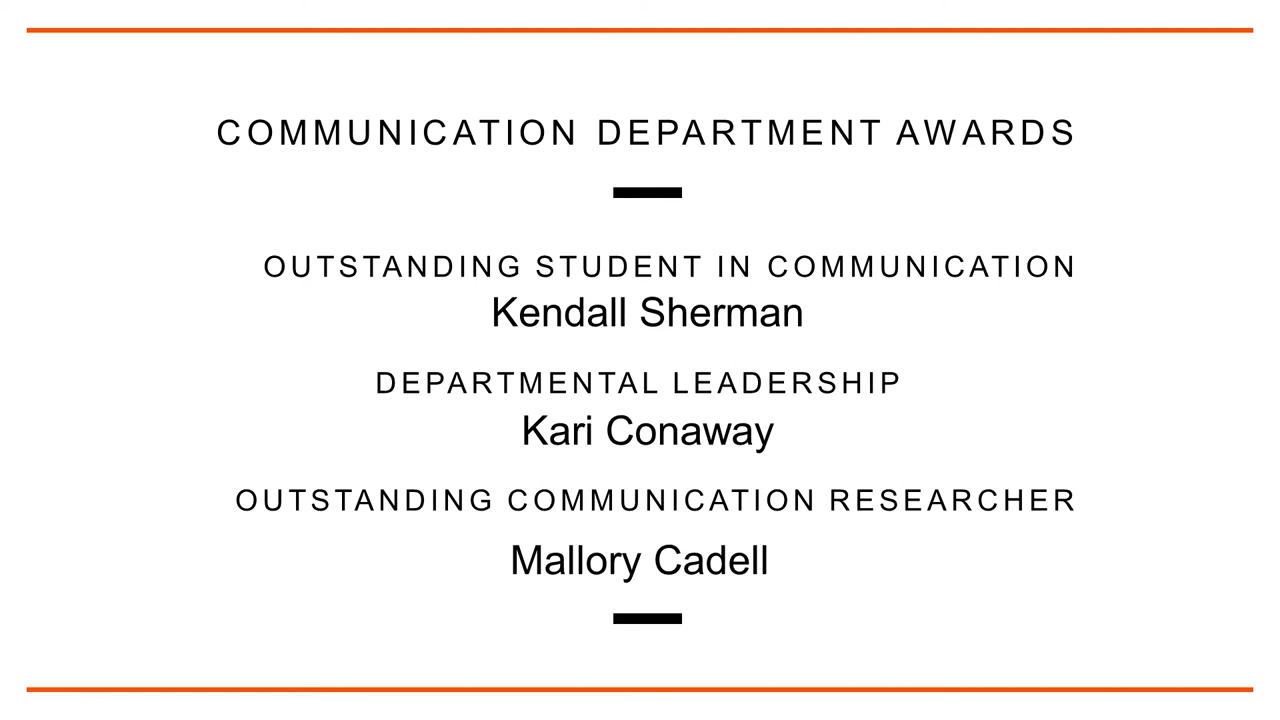 COMMUNICATION DEPARTMENT AWARDS
OUTSTANDING STUDENT IN COMMUNICATION
Kendall Sherman
DEPARTMENTAL LEADERSHIP
Kari Conaway
OUTSTANDING COMMUNICATION RESEARCHER
Mallory Cadell